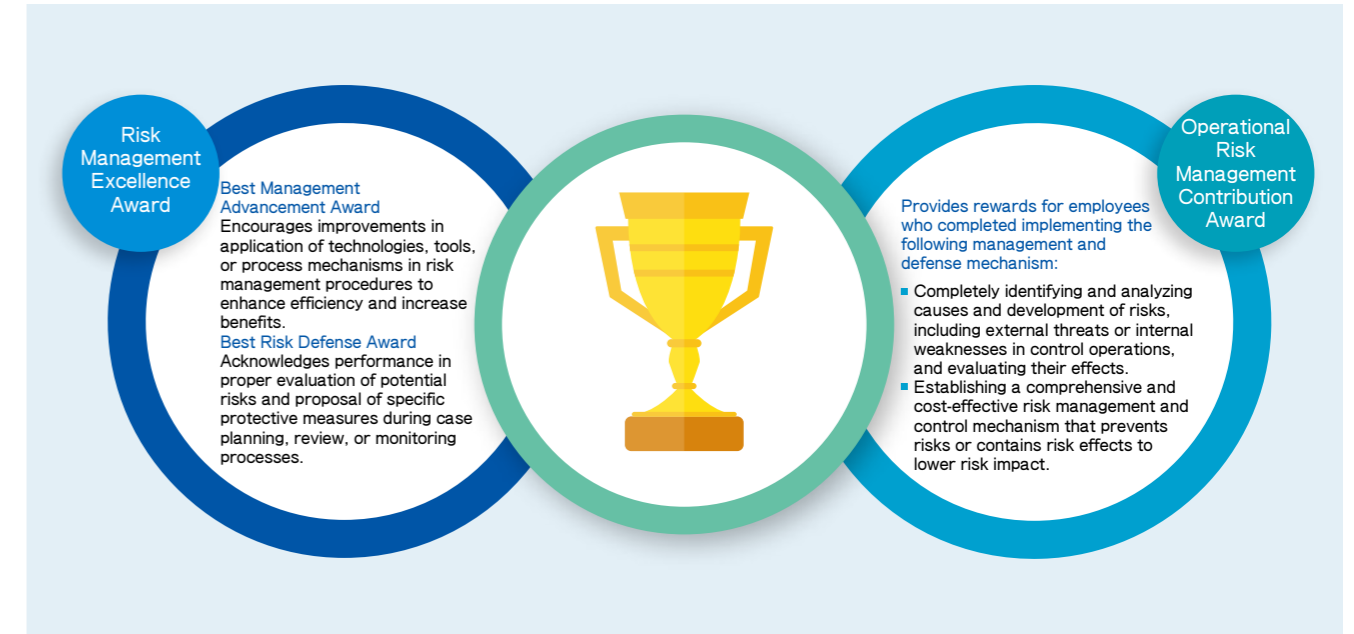 Risk
Management
Excellence
Award
Best Management
Advancement Award
Encourages improvements in
application of technologies, tools,
or process mechanisms in risk
management procedures to
enhance efficiency and increase
benefits.
Best Risk Defense Award
Acknowledges performance in
proper evaluation of potential
risks and proposal of specific
protective measures during case
planning, review, or monitoring
processes.
Operational
Risk
Management
Contribution
Award
Provides rewards for employees
who completed implementing the
following management and
defense mechanism:
■ Completely identifying and analyzing
causes and development of risks,
including external threats or internal
weaknesses in control operations,
and evaluating their effects.
■ Establishing a comprehensive and
cost-effective risk management and
control mechanism that prevents
risks or contains risk effects to
lower risk impact.